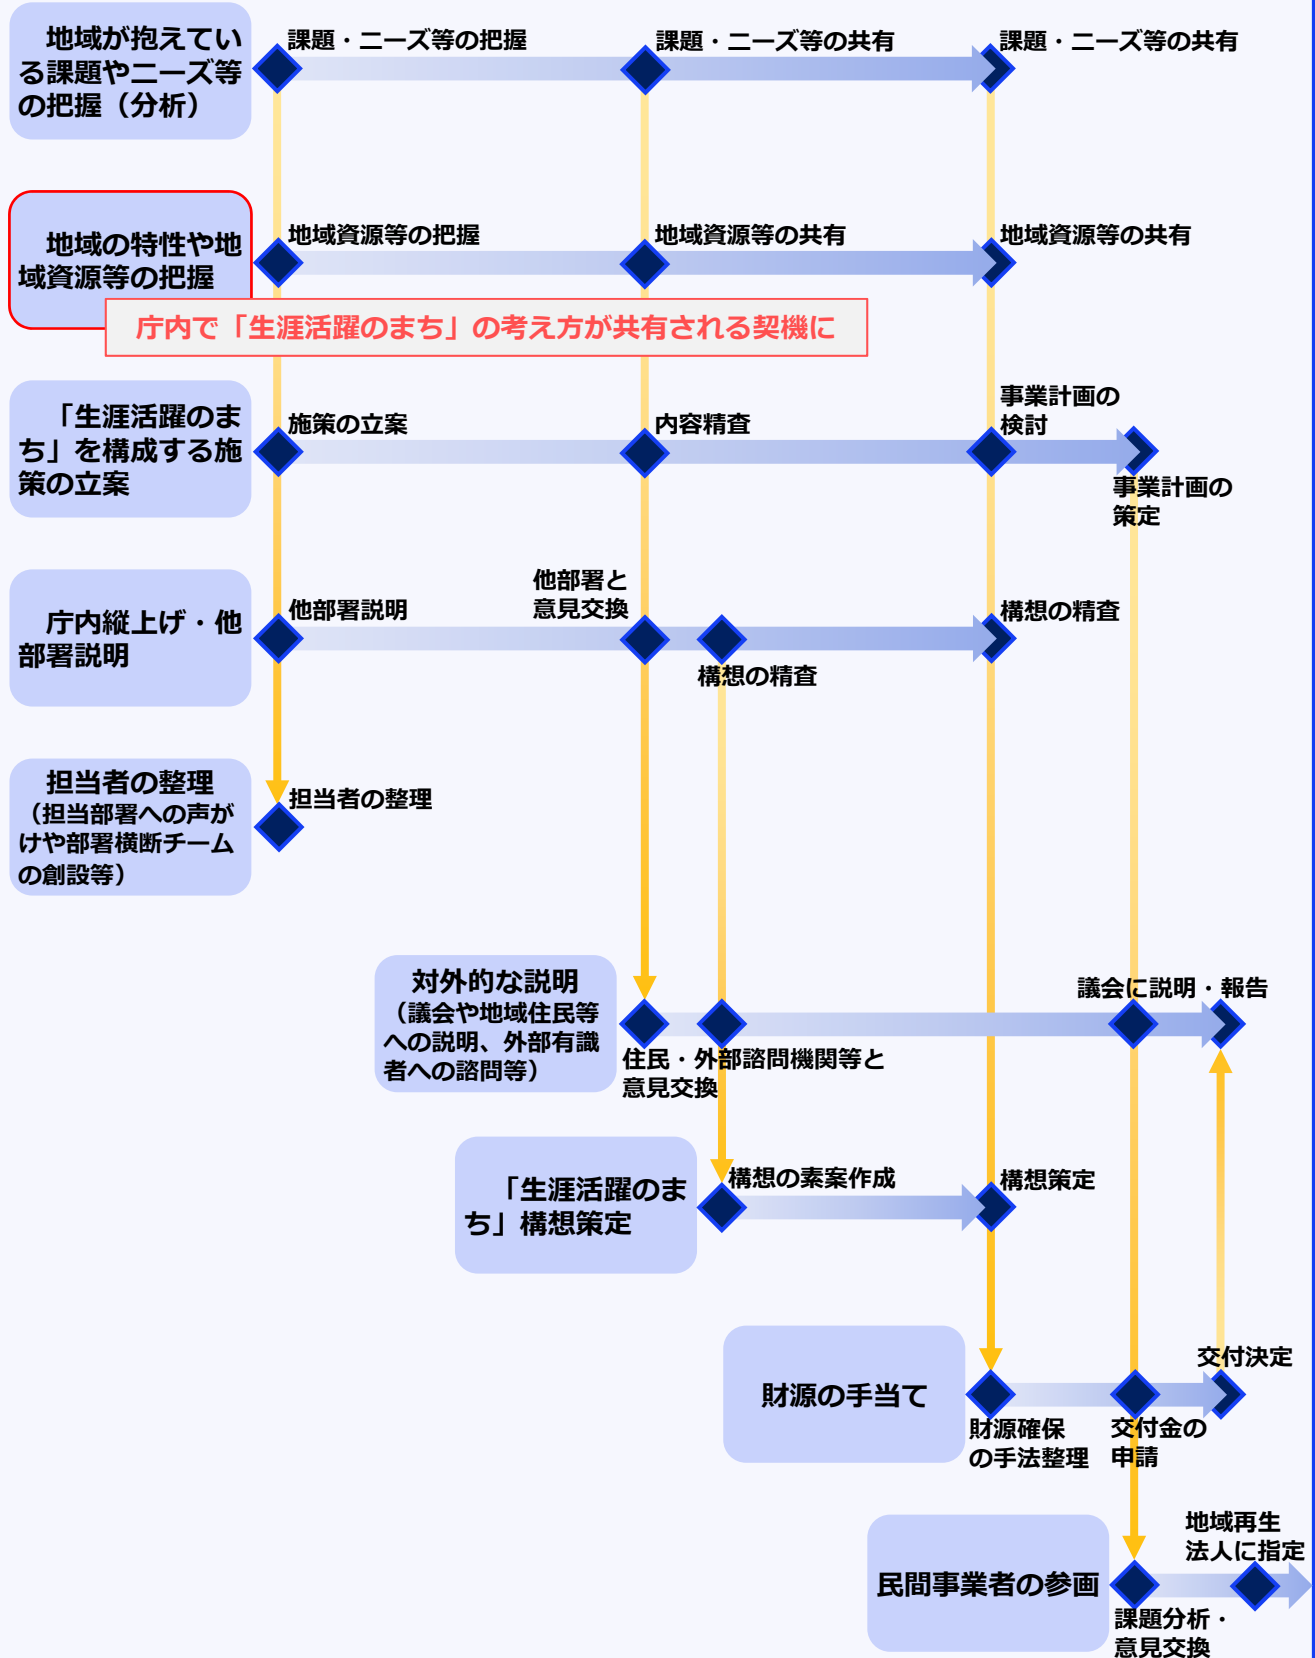 地域が抱えてい
る課題やニーズ等
の把握（分析）
課題・ニーズ等の把握
課題・ニーズ等の共有
課題・ニーズ等の共有
地域の特性や地
域資源等の把握
地域資源等の把握
地域資源等の共有
地域資源等の共有
庁内で「生涯活躍のまち」の考え方が共有される契機に
「生涯活躍のま
ち」を構成する施
策の立案
施策の立案
内容精査
事業計画の
検討
事業計画の
策定
庁内縦上げ・他
部署説明
他部署説明
他部署と
意見交換
構想の精査
構想の精査
担当者の整理
（担当部署への声が
けや部署横断チーム
の創設等）
担当者の整理
対外的な説明
（議会や地域住民等
への説明、外部有識
者への諮問等）
住民・外部諮問機関等と
意見交換
議会に説明・報告
「生涯活躍のま
ち」構想策定
構想の素案作成
構想策定
財源の手当て
財源確保
の手法整理
交付金の
申請
交付決定
民間事業者の参画
課題分析・
意見交換
地域再生
法人に指定